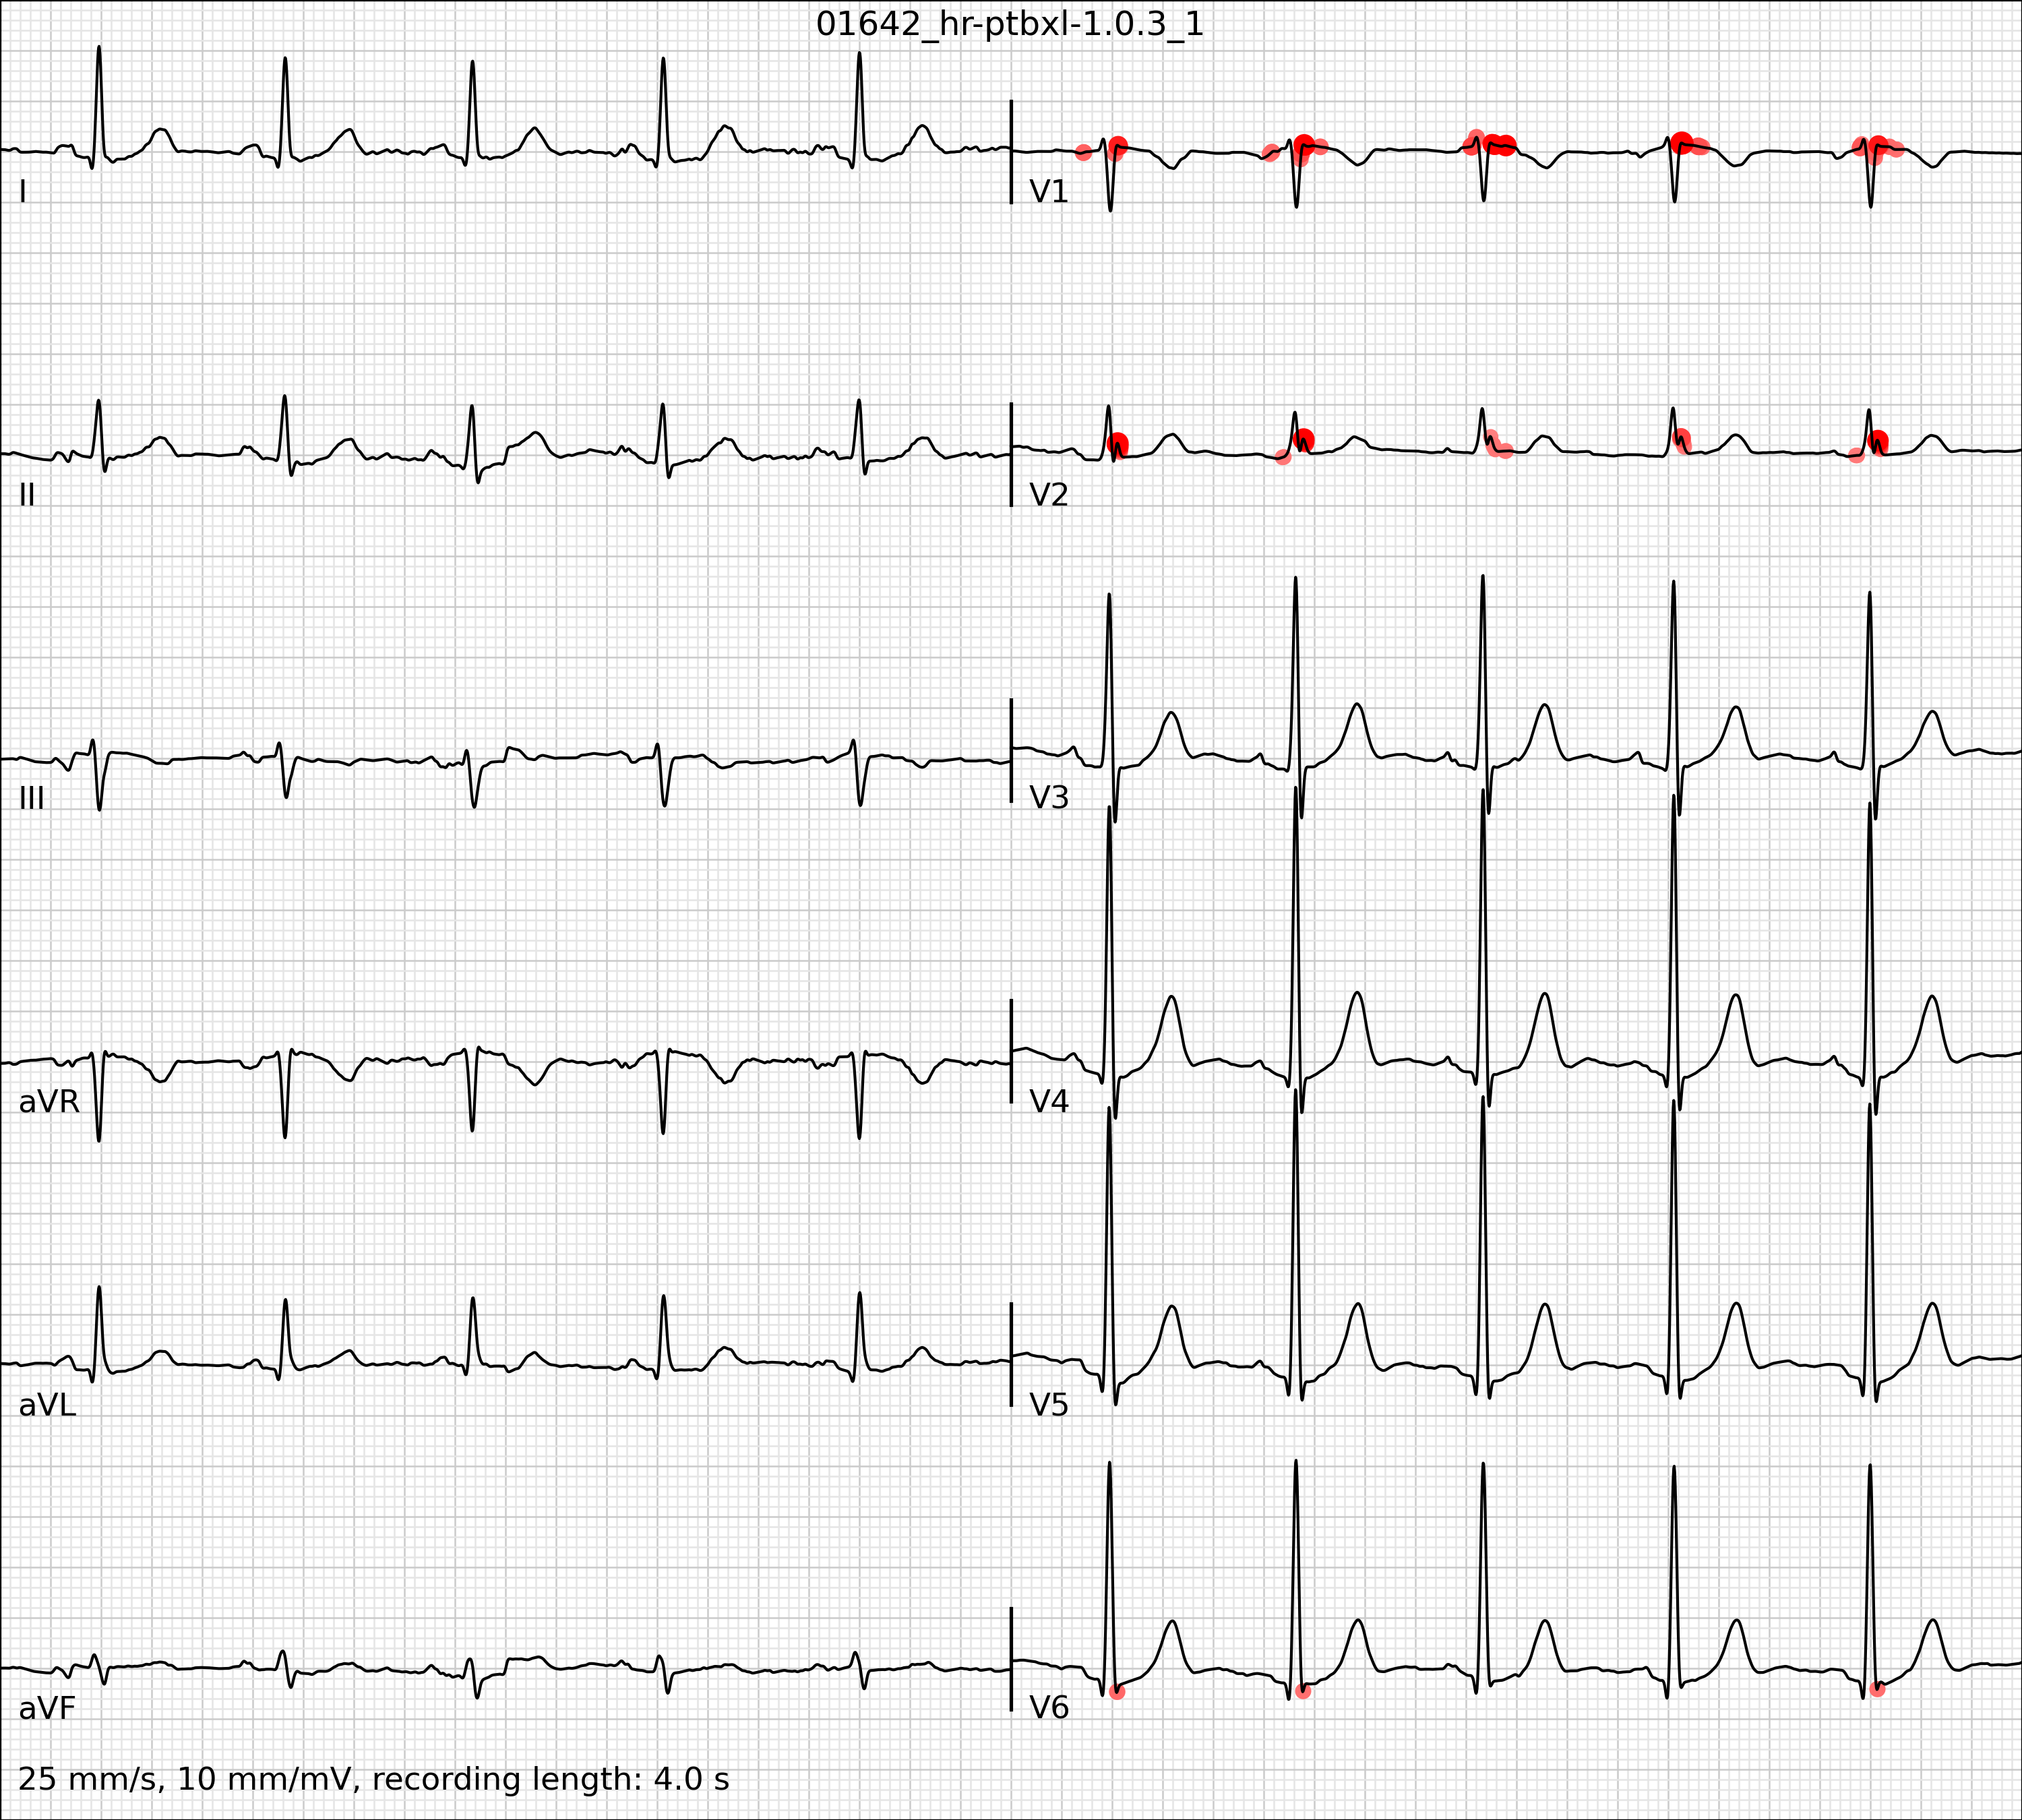 01642_hr-ptbxl-1.0.3_1
I
V1
II
V2
III
V3
aVR
V4
aVL
V5
aVF
V6
25 mm/s, 10 mm/mV, recording length: 4.0 s